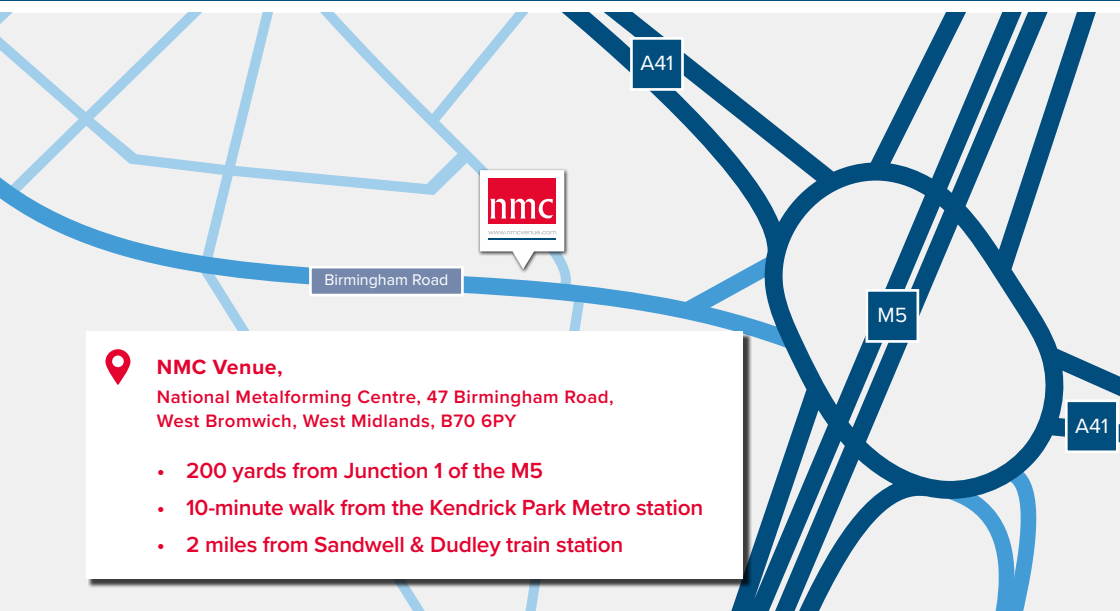 A41
nmc
www.nmcvenue.com
Birmingham Road
M5
NMC Venue,
National Metalforming Centre, 47 Birmingham Road,
West Bromwich, West Midlands, B70 6PY
• 200 yards from Junction 1 of the M5
• 10-minute walk from the Kendrick Park Metro station
• 2 miles from Sandwell & Dudley train station
A41